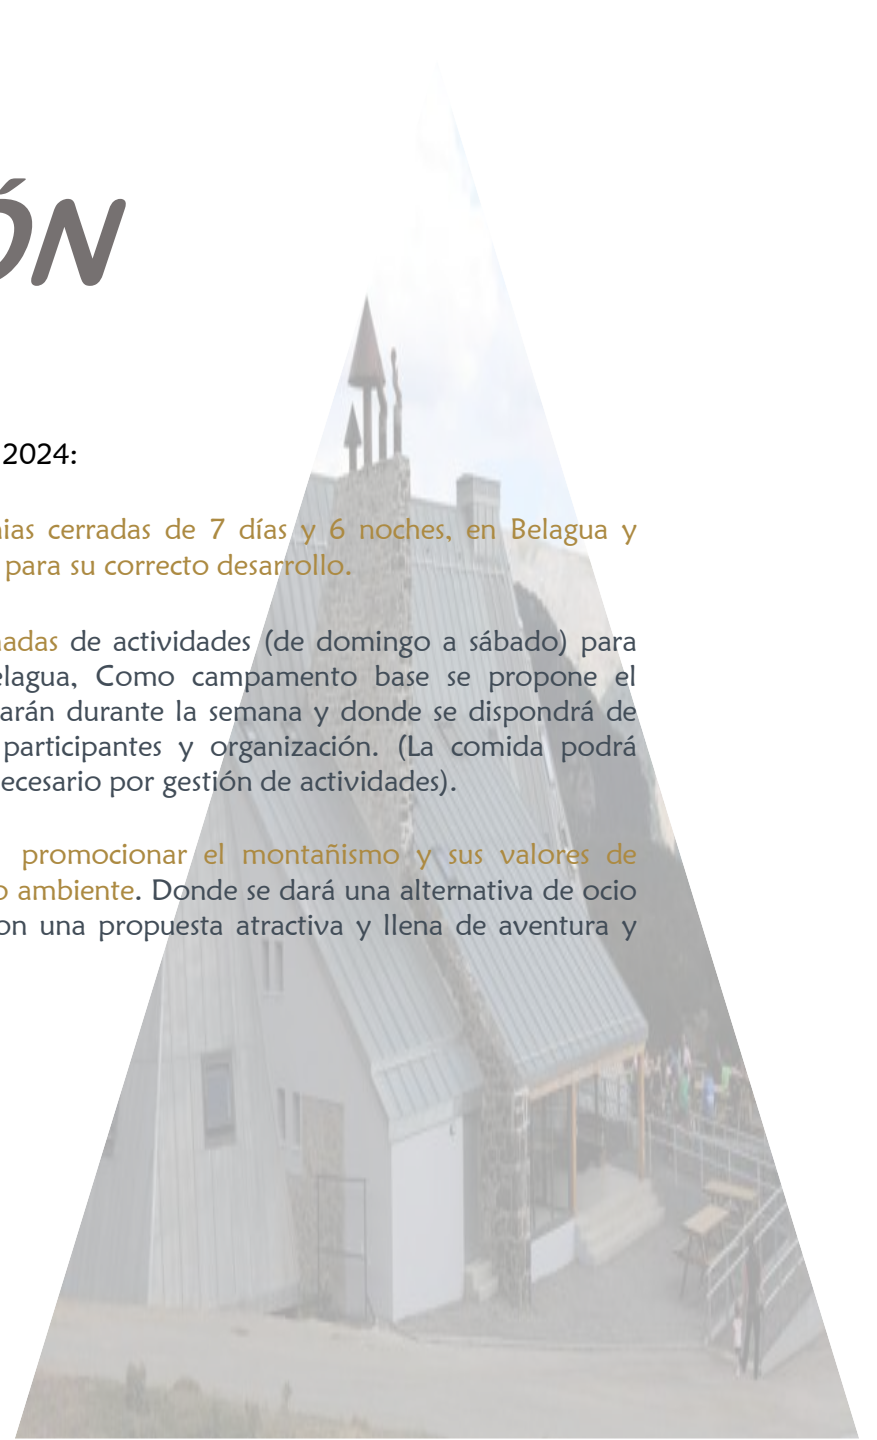 ÓN
2024:
ias cerradas de 7 días y 6 noches, en Belagua y
para su correcto desarrollo.
adas de actividades (de domingo a sábado) para
elagua, Como campamento base se propone el
arán durante la semana y donde se dispondrá de
participantes y organización. (La comida podrá
ecesario por gestión de actividades).
promocionar el montañismo y sus valores de
o ambiente. Donde se dará una alternativa de ocio
on una propuesta atractiva y llena de aventura y